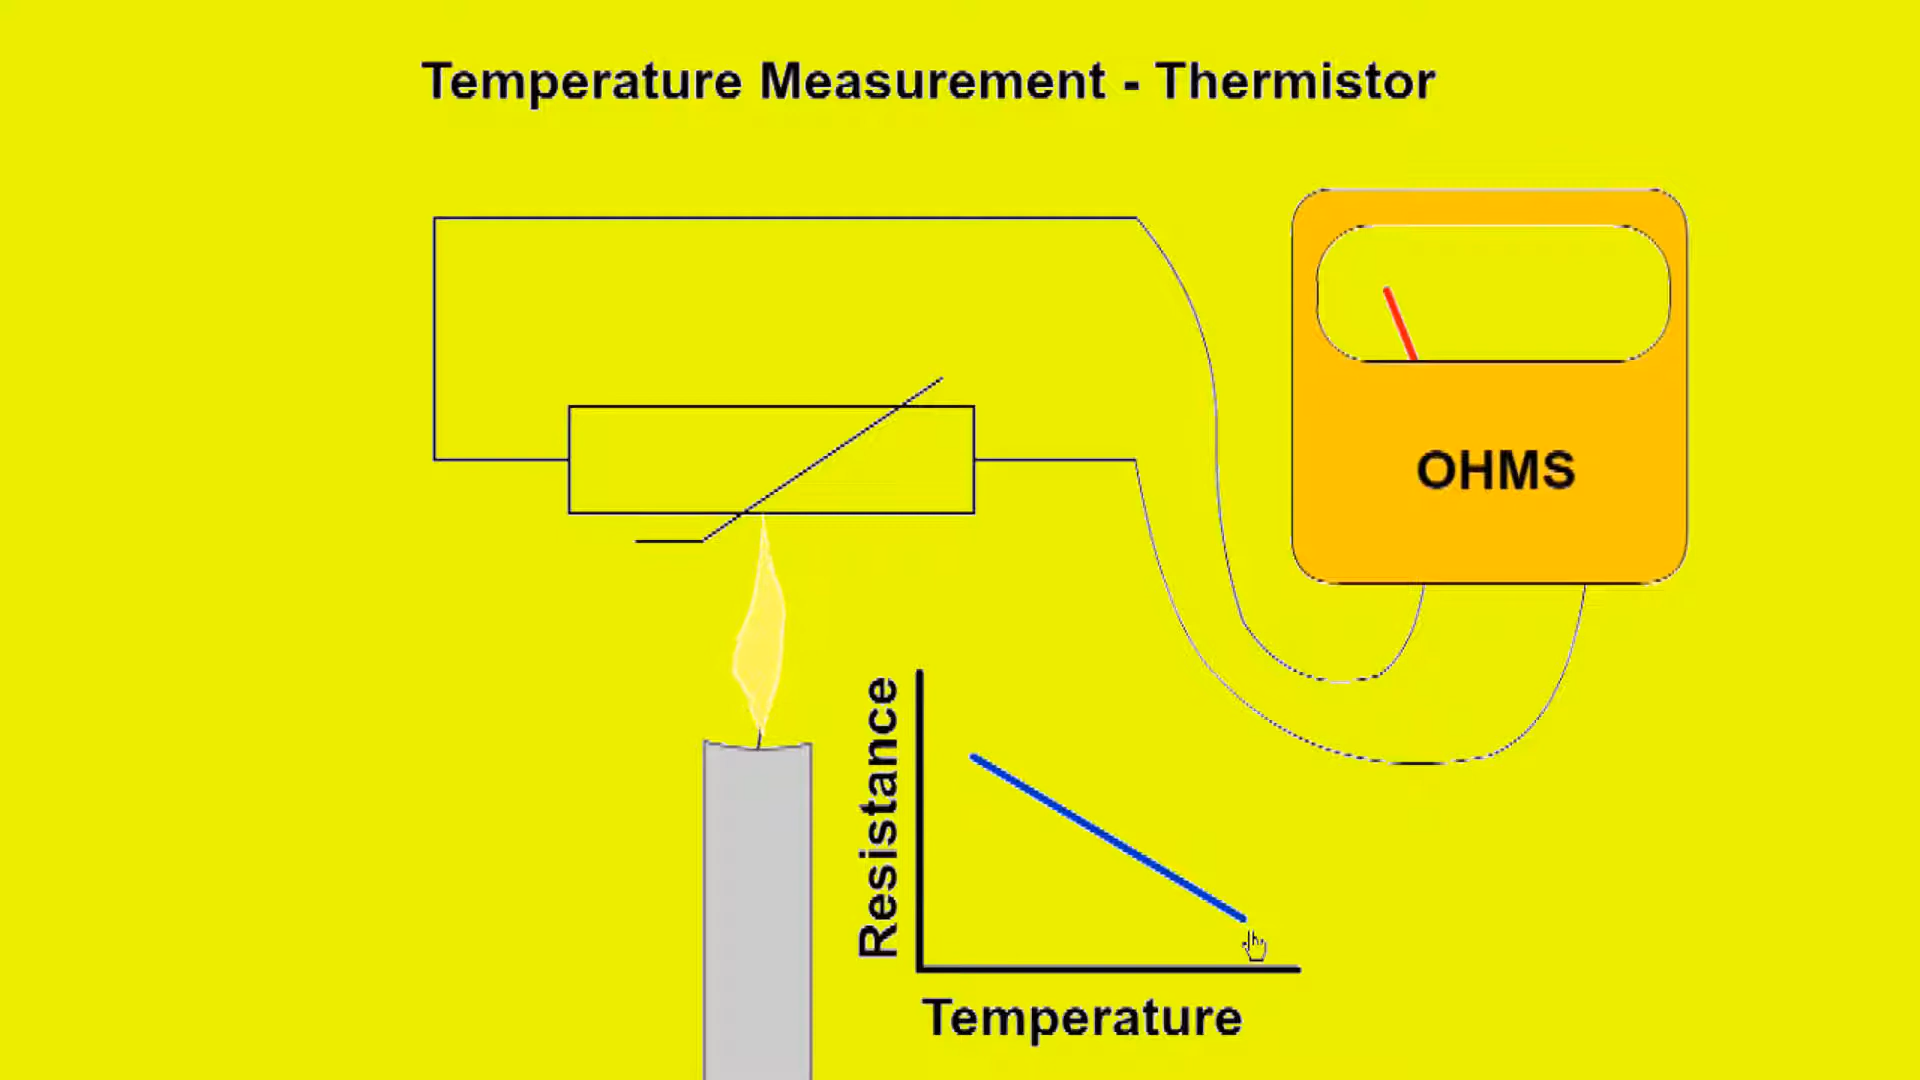 Temperature Measurement - Thermistor
OHMS
Resistance
Temperature